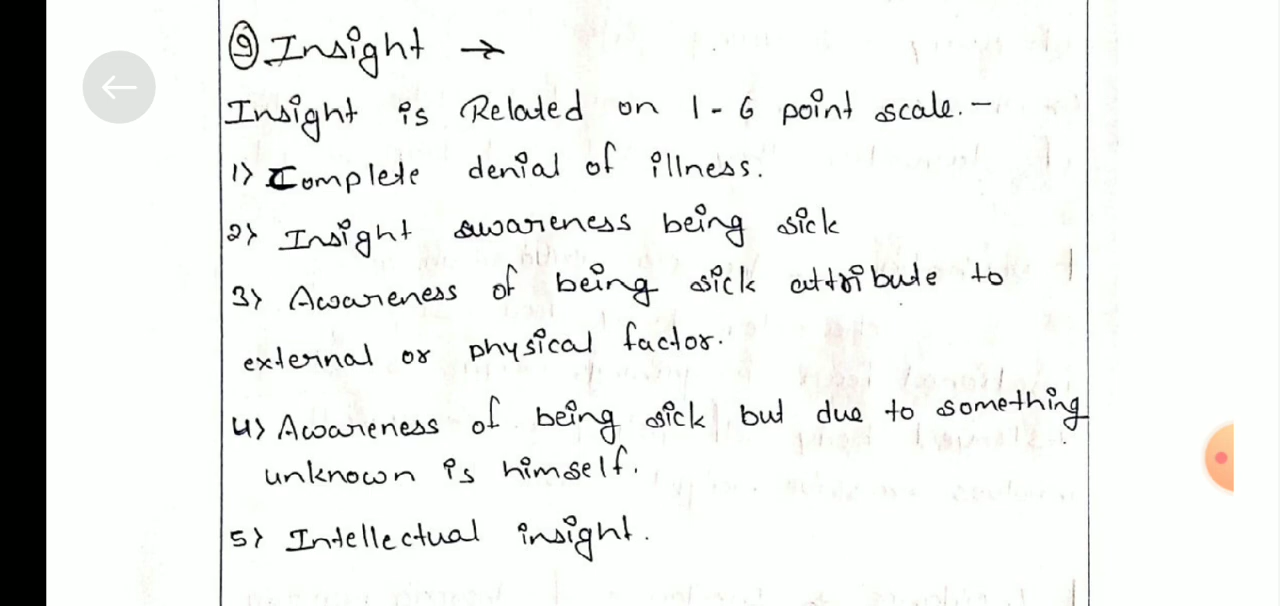 ⑨ Insight →
Insight is Related on 1 - 6 point scale. -
1) Complete denial of illness.
2) Insight awareness being sick
3) Awareness of being sick attribute to
external or physical factor.
4) Awareness of being sick but due to something
unknown is himself.
5) Intellectual insight.